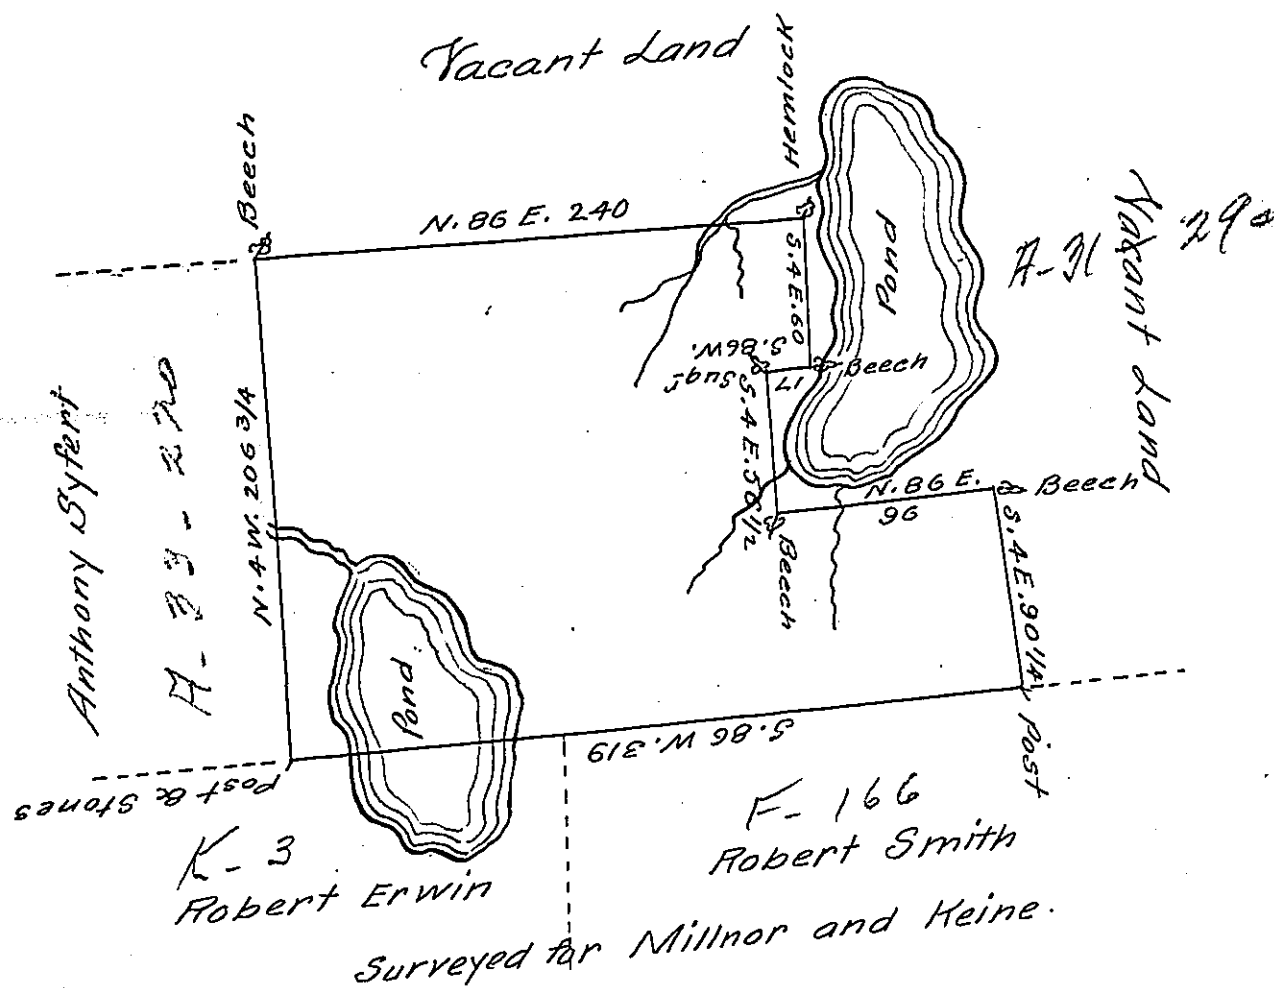 Vacant Land
Beech
Hemlock
N. 86 E. 240
S. 4 E. 60
Pond
A-31
Vakant Land
S. 86 W.
17
Sugr
Beech
S. 4 E. 56 1/2
N. 86 E.
96
Beech
Beech
S. 4 E. 90 1/4
Post
Anthony Syfert
N. 4 W. 206 3/4
Pond
S. 86 W. 319
Post & Stones
K-3
Robert Erwin
F-166
Robert Smith
Surveyed for Millnor and Keine.